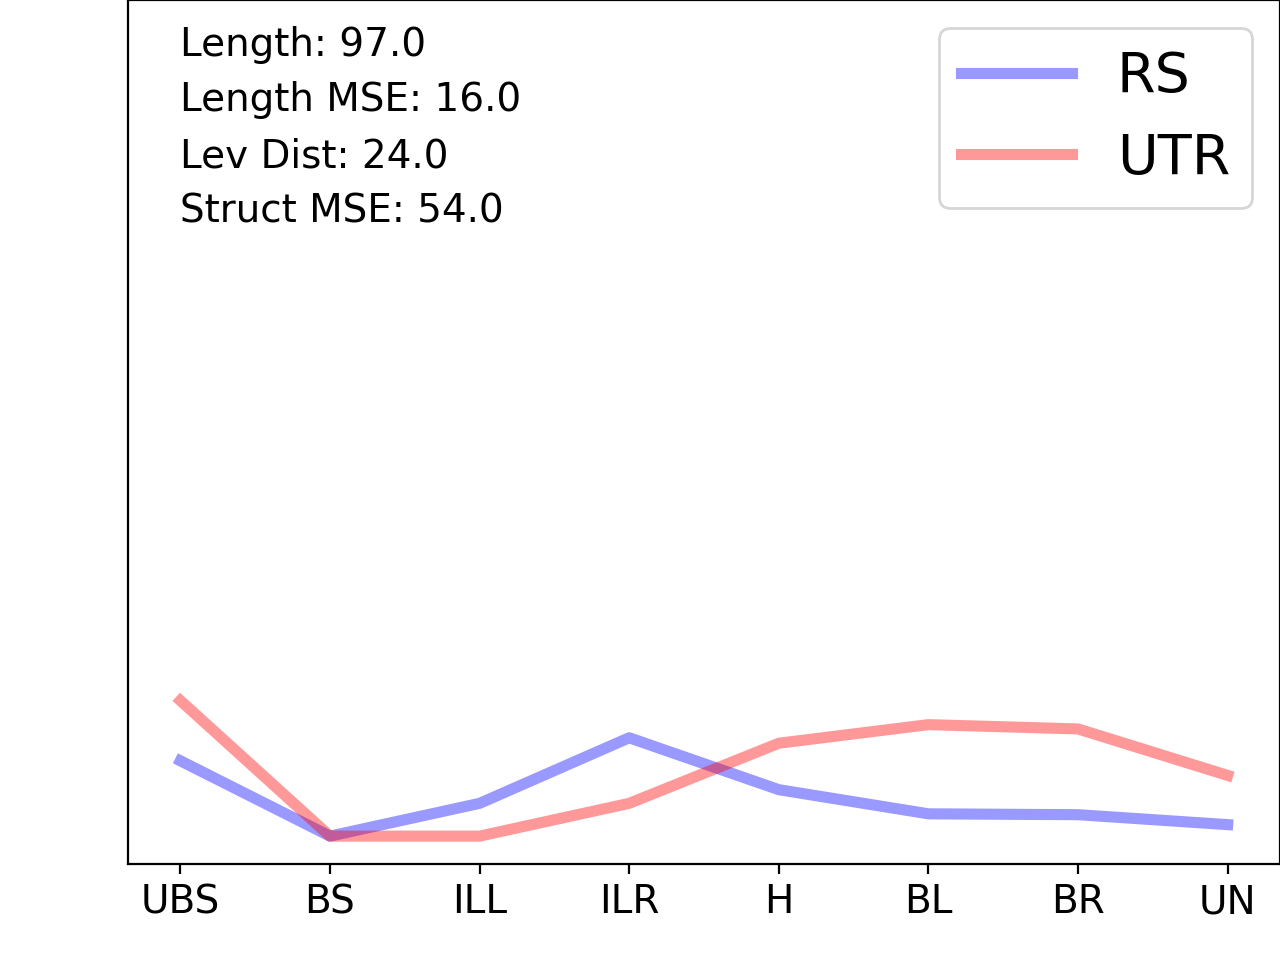 Length: 97.0
Length MSE: 16.0
Lev Dist: 24.0
Struct MSE: 54.0
RS
UTR
UBS BS ILL ILR H BL BR UN